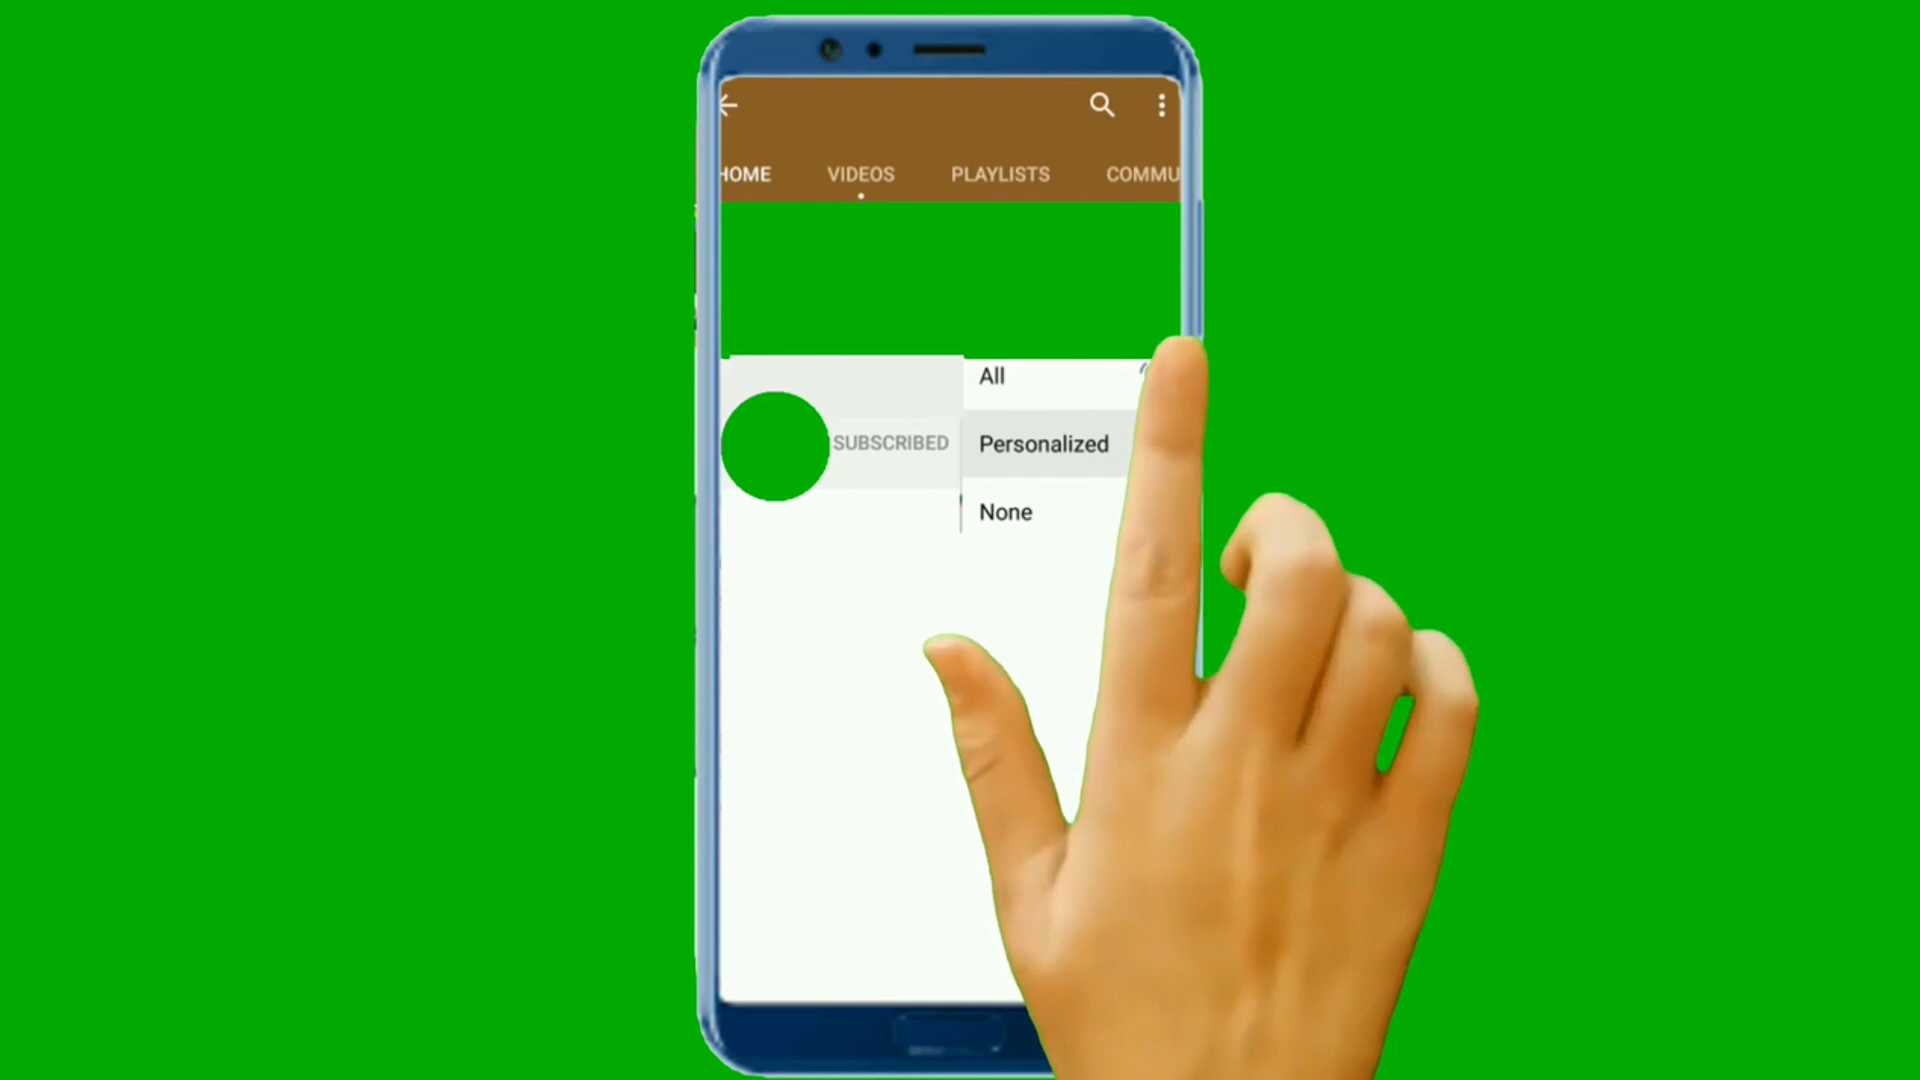 HOME VIDEOS PLAYLISTS COMMU
All
SUBSCRIBED
Personalized
None